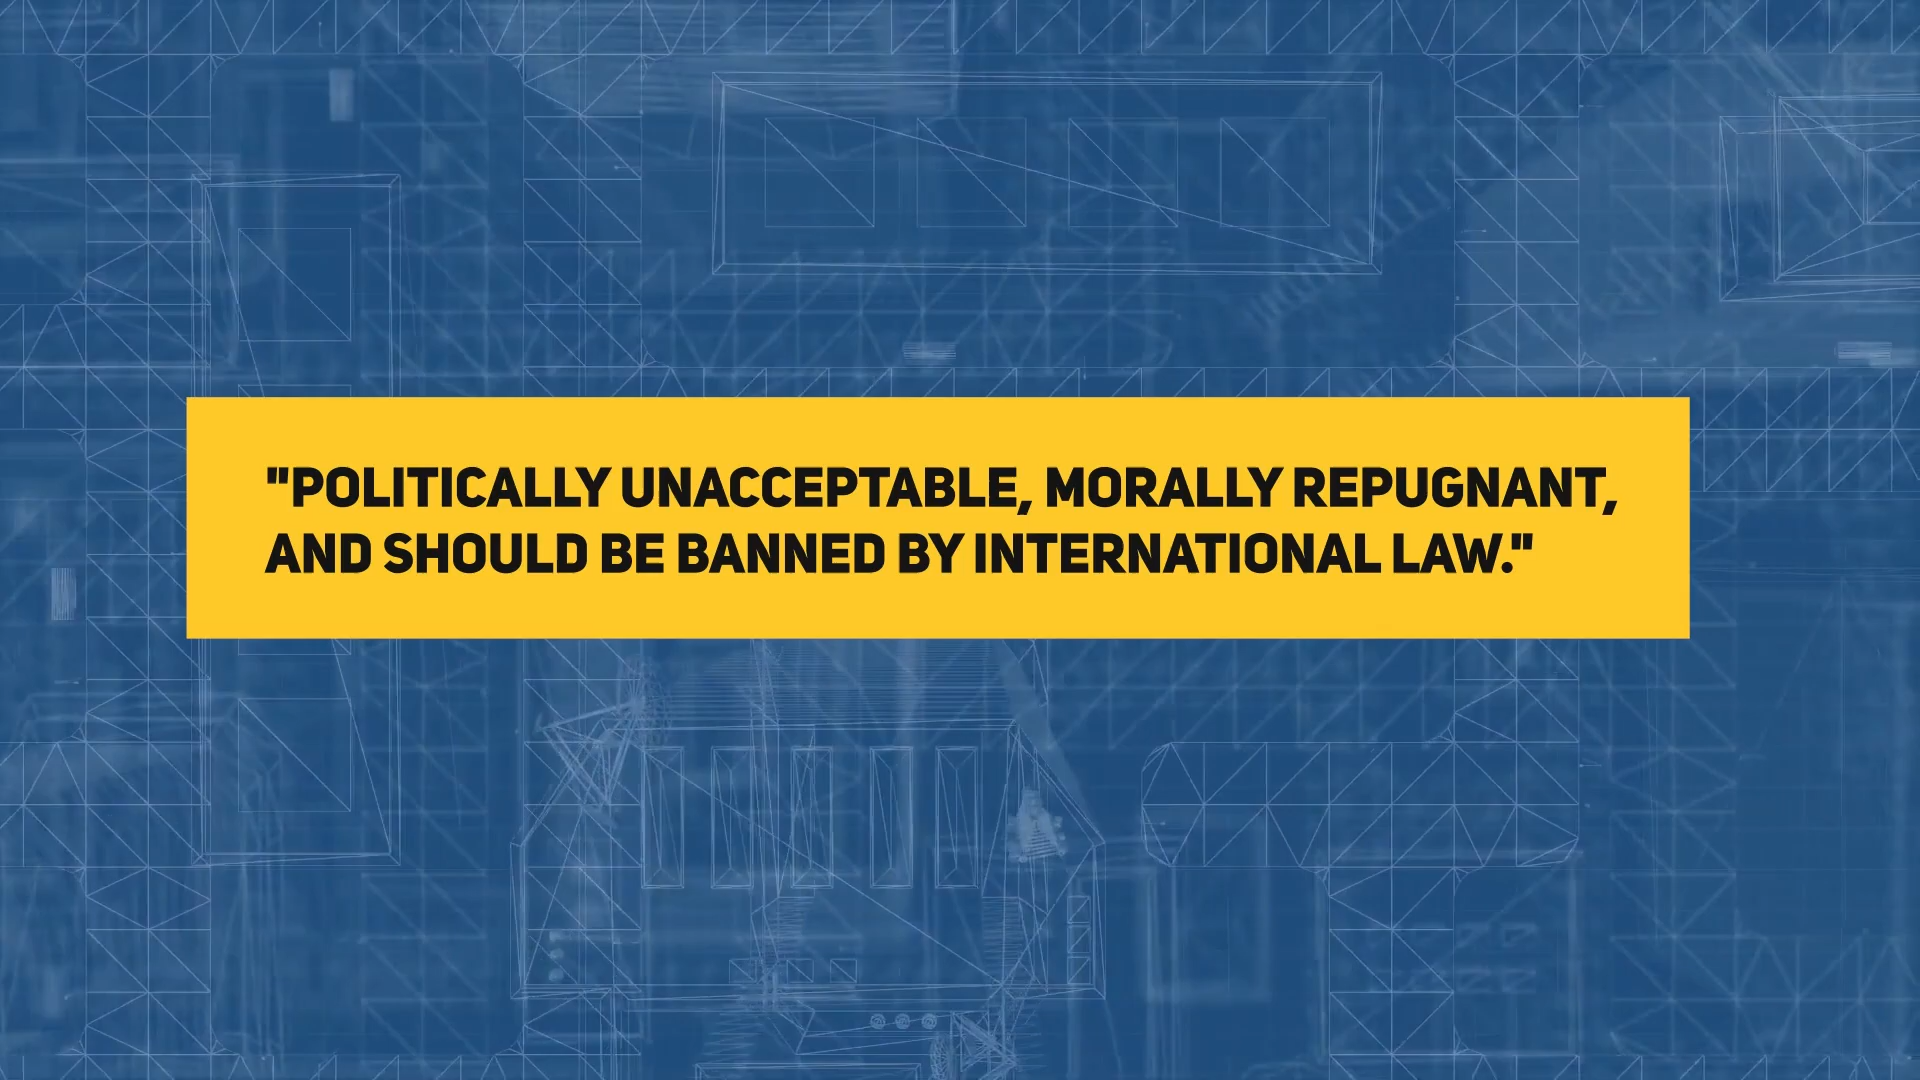 "POLITICALLY UNACCEPTABLE, MORALLY REPUGNANT,
AND SHOULD BE BANNED BY INTERNATIONAL LAW."